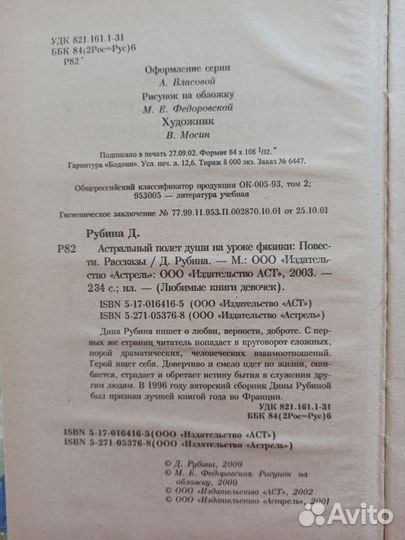 УДК 821.161.1-31
ББК 84(2Рос=Рус)6
Р82
Оформление серии
А. Власовой
Рисунок на обложку
М. Е. Федоровской
Художник
В. Мосин
Подписано в печать 27.09.02. Формат 84 х 108 1/32.
Гарнитура «Бодони». Усл. печ. л. 12,6. Тираж 8 000 экз. Заказ № 6447.
Общероссийский классификатор продукции ОК-005-93, том 2;
953005 — литература учебная
Гигиеническое заключение № 77.99.11.953.П.002870.10.01 от 25.10.01
Рубина Д.
Р82 Астральный полет души на уроке физики: Повес-
ти. Рассказы / Д. Рубина. — М.: ООО «Издатель-
ство «Астрель»: ООО «Издательство АСТ», 2003. —
234 с.; ил. — (Любимые книги девочек).
ISBN 5-17-016416-5 (ООО «Издательство «АСТ»)
ISBN 5-271-05376-8 (ООО «Издательство «Астрель»)
Дина Рубина пишет о любви, верности, доброте. С пер-
вых же страниц читатель попадает в круговорот сложных,
порой драматических, человеческих взаимоотношений.
Герой ищет себя. Доверчиво и смело идет по жизни, оши-
бается, страдает и обретает истину бытия в служении дру-
гим людям. В 1996 году авторский сборник Дины Рубиной
был признан лучшей книгой года во Франции.
УДК 821.161.1-31
ББК 84(2Рос=Рус)6
ISBN 5-17-016416-5 (ООО «Издательство «АСТ»)
ISBN 5-271-05376-8 (ООО «Издательство «Астрель»)
© Д. Рубина, 2000
© М. Е. Федоровская. Рисунок на
обложку, 2000
© ООО «Издательство «АСТ», 2002
© ООО «Издательство «Астрель», 2001
Avito